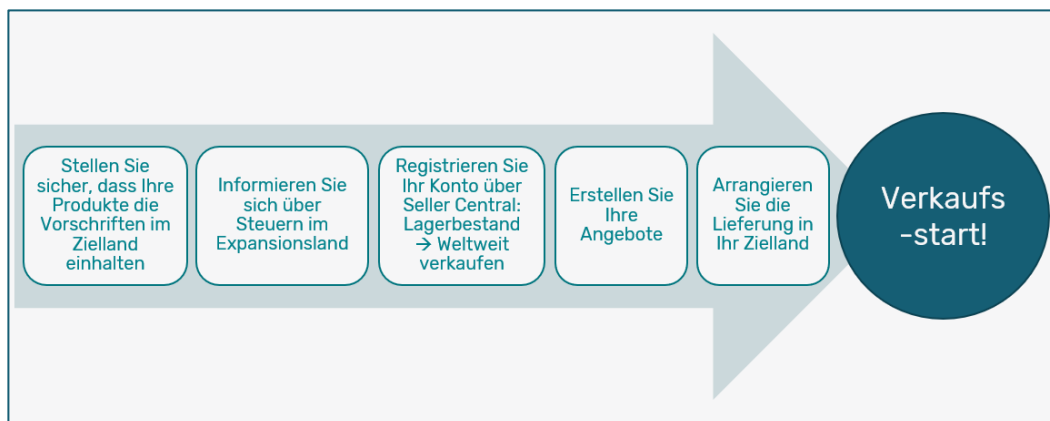 Stellen Sie
sicher, dass Ihre
Produkte die
Vorschriften im
Zielland
einhalten
Informieren Sie
sich über
Steuern im
Expansionsland
Registrieren Sie
Ihr Konto über
Seller Central:
Lagerbestand
→ Weltweit
verkaufen
Erstellen Sie
Ihre
Angebote
Arrangieren
Sie die
Lieferung in
Ihr Zielland
Verkaufs
-start!